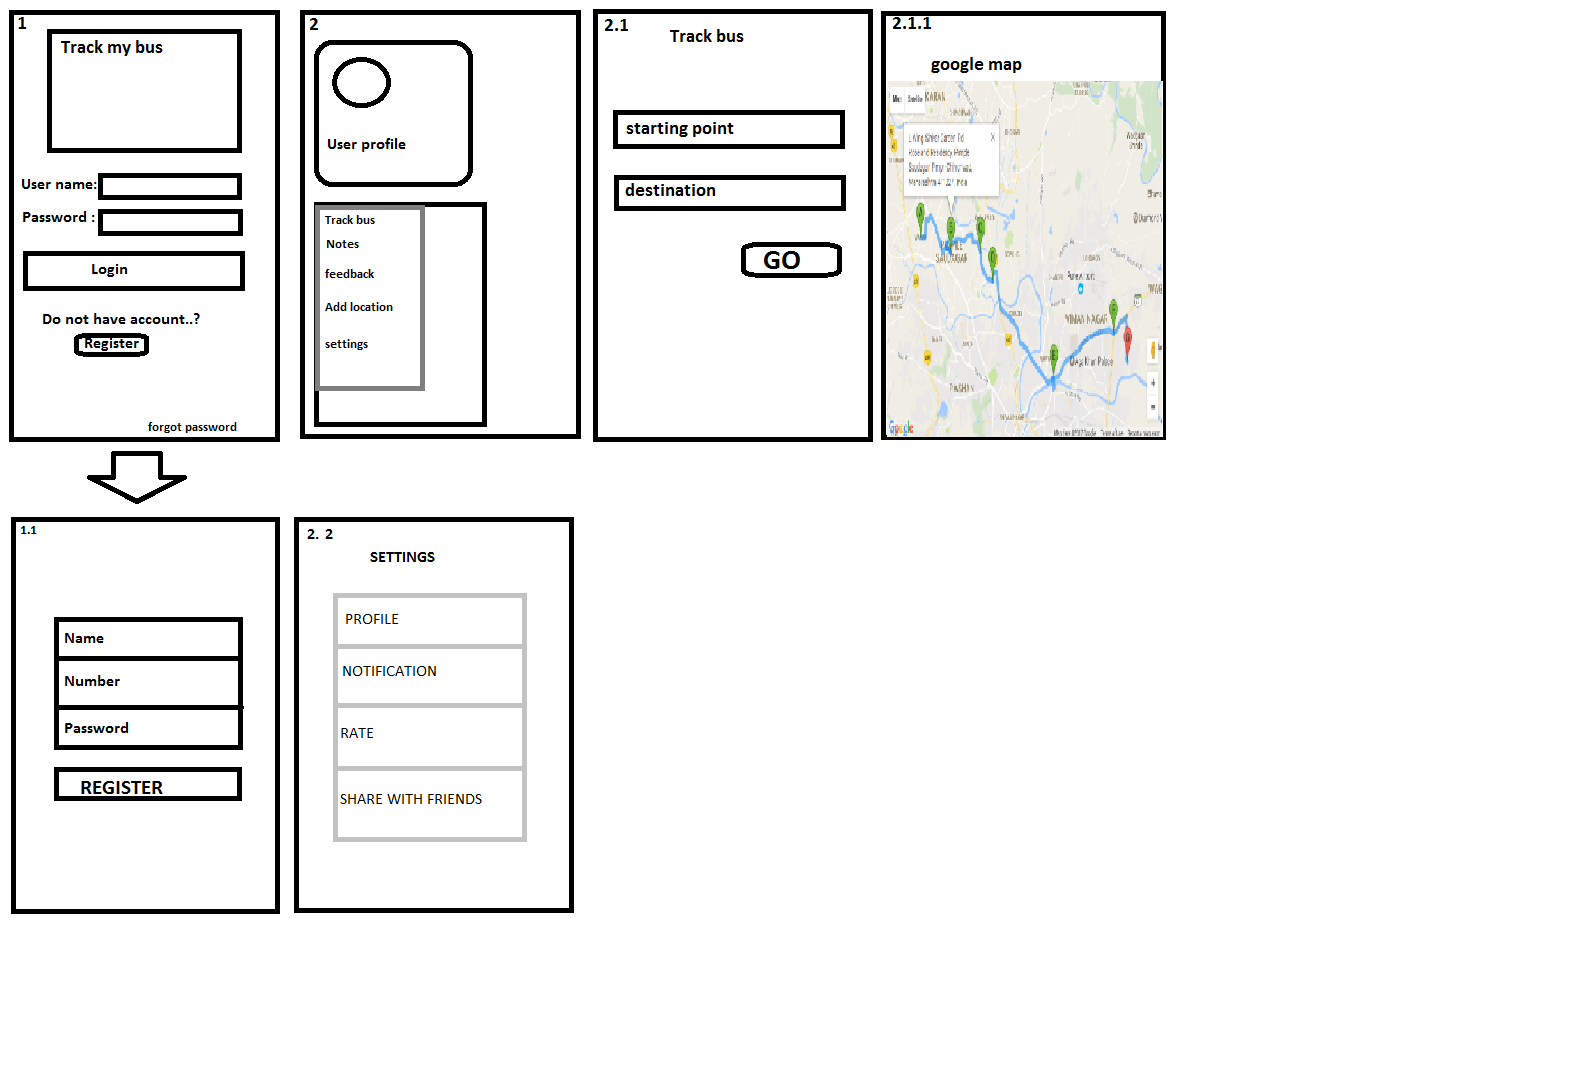 1
Track my bus
User name:
Password :
Login
Do not have account..?
Register
forgot password
2
User profile
Track bus
Notes
feedback
Add location
settings
2.1
Track bus
starting point
destination
GO
2.1.1
google map
KARAN
VIMAN NAGAR
Google
1.1
Name
Number
Password
REGISTER
2. 2
SETTINGS
PROFILE
NOTIFICATION
RATE
SHARE WITH FRIENDS